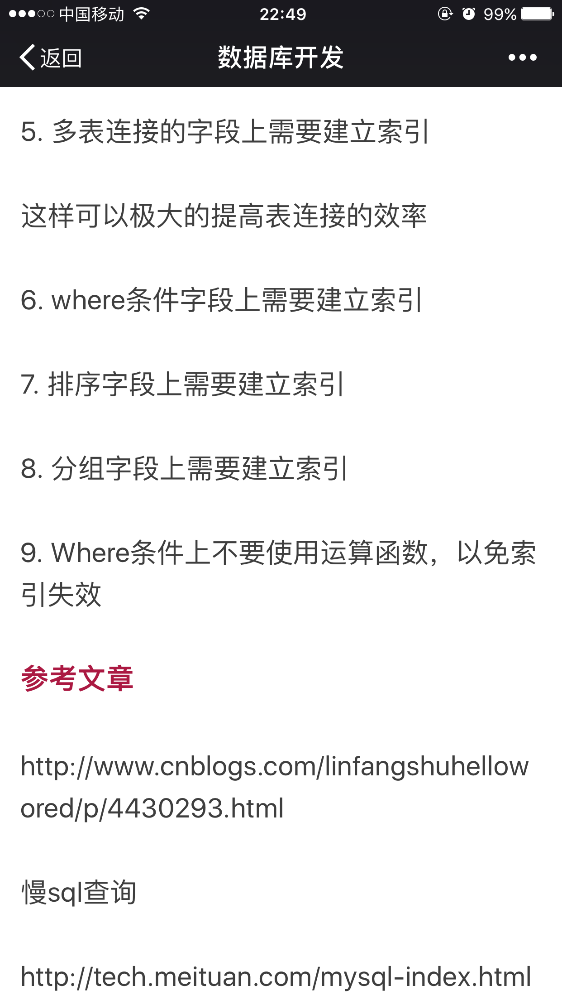 中国移动 22:49 99%
返回 数据库开发
5. 多表连接的字段上需要建立索引
这样可以极大的提高表连接的效率
6. where条件字段上需要建立索引
7. 排序字段上需要建立索引
8. 分组字段上需要建立索引
9. Where条件上不要使用运算函数，以免索
引失效
参考文章
http://www.cnblogs.com/linfangshuhellow
ored/p/4430293.html
慢sql查询
http://tech.meituan.com/mysql-index.html